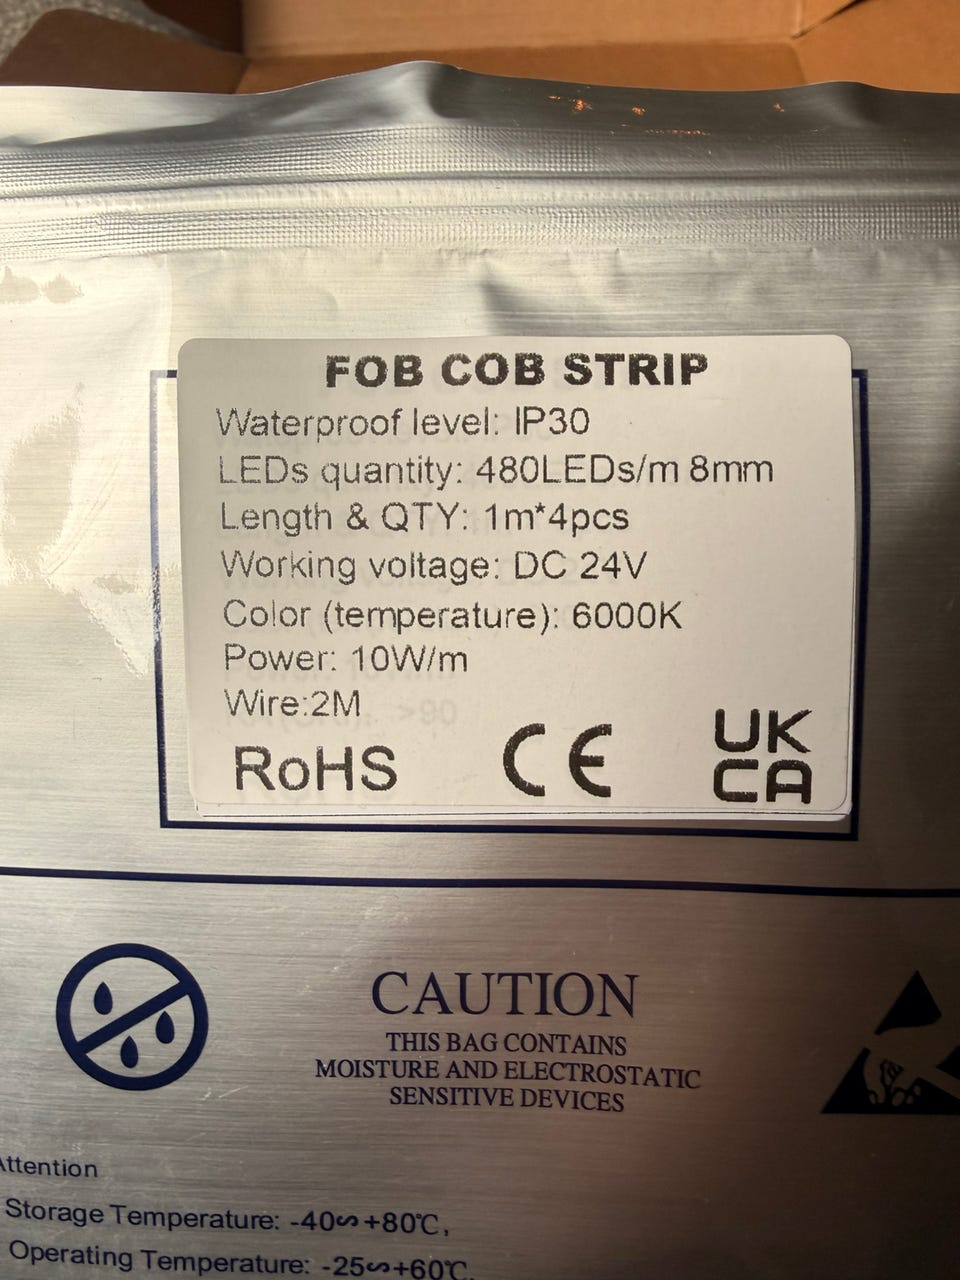 FOB COB STRIP
Waterproof level: IP30
LEDs quantity: 480LEDs/m 8mm
Length & QTY: 1m*4pcs
Working voltage: DC 24V
Color (temperature): 6000K
Power: 10W/m
Wire:2M
RoHS CE UK
CA
CAUTION
THIS BAG CONTAINS
MOISTURE AND ELECTROSTATIC
SENSITIVE DEVICES
Attention
Storage Temperature: -40∽+80℃,
Operating Temperature: -25∽+60℃,